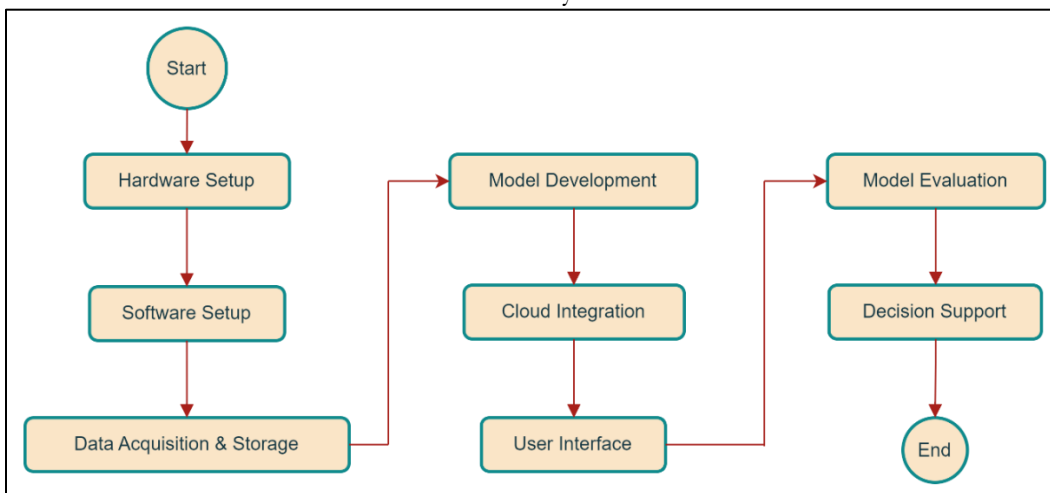 Start
Hardware Setup
Software Setup
Data Acquisition & Storage
Model Development
Cloud Integration
User Interface
Model Evaluation
Decision Support
End